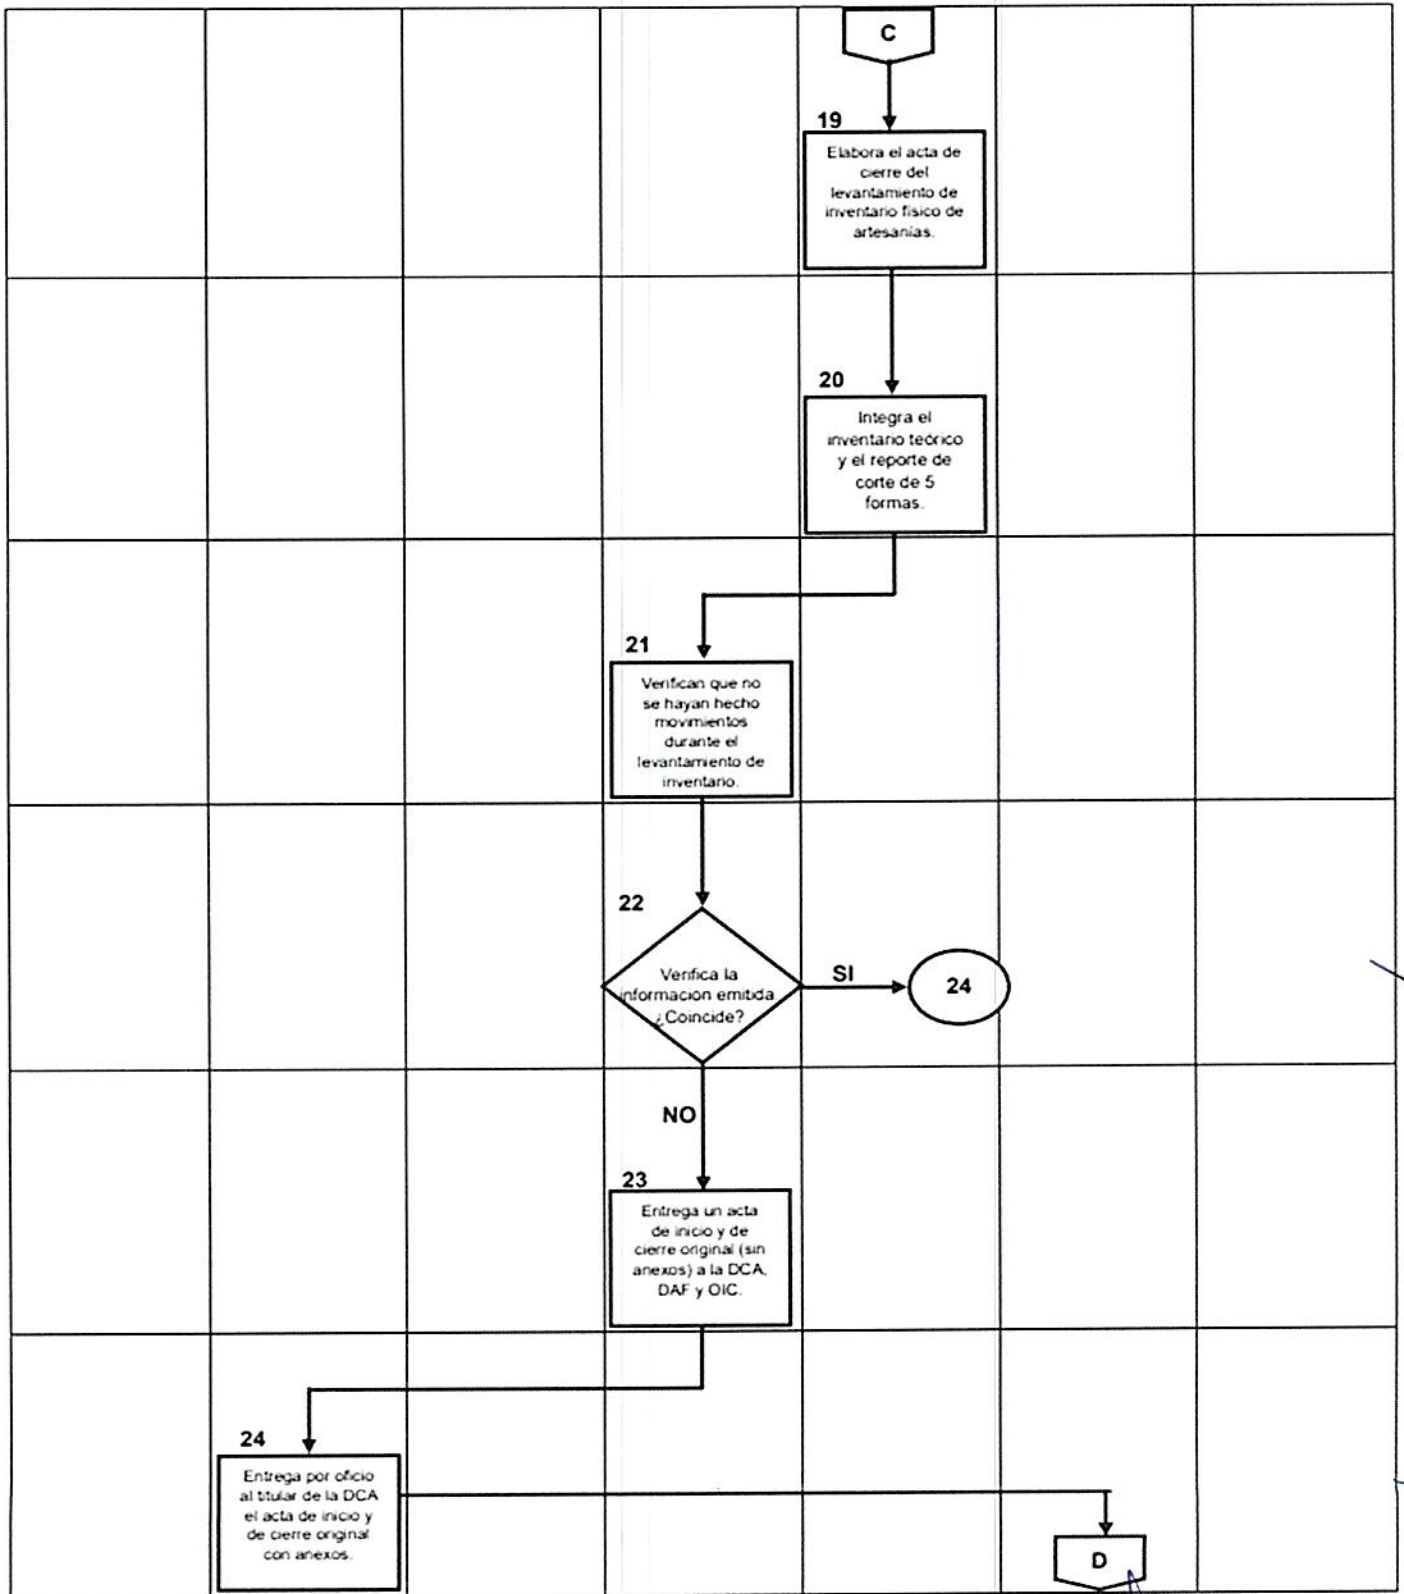 C
19
Elabora el acta de
cierre del
levantamiento de
inventario físico de
artesanías.
20
Integra el
inventario teórico
y el reporte de
corte de 5
formas.
21
Verifican que no
se hayan hecho
movimientos
durante el
levantamiento de
inventario.
22
Verifica la
información emitida
¿Coincide?
SI
24
NO
23
Entrega un acta
de inicio y de
cierre original (sin
anexos) a la DCA,
DAF y OIC.
24
Entrega por oficio
al titular de la DCA
el acta de inicio y
de cierre original
con anexos.
D